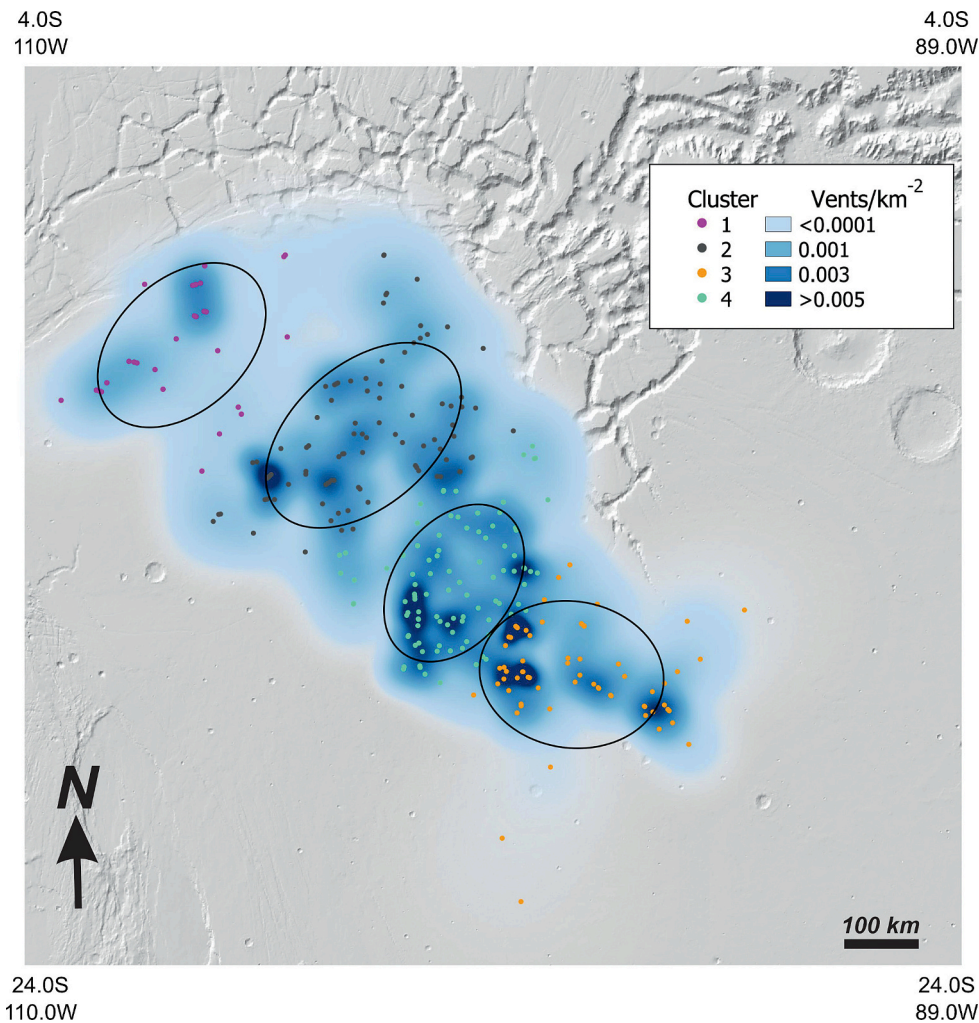 4.0S 4.0S
110W 89.0W
Cluster Vents/km⁻²
1 <0.0001
2 0.001
3 0.003
4 >0.005
N
100 km
24.0S 24.0S
110.0W 89.0W